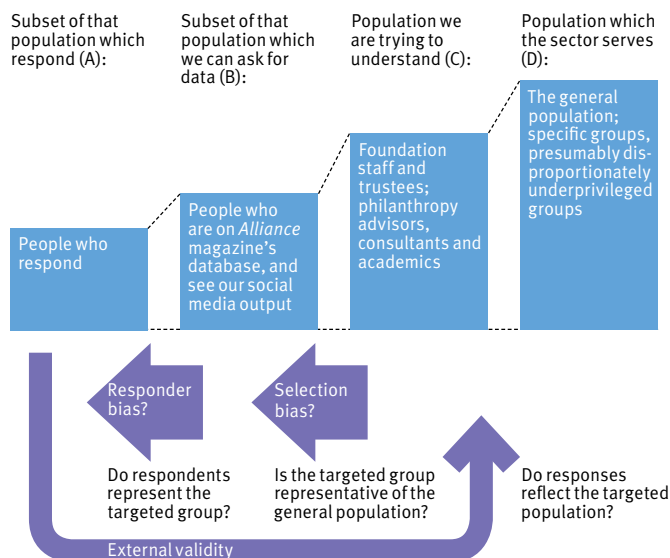 Subset of that
population which
respond (A):
Subset of that
population which
we can ask for
data (B):
Population we
are trying to
understand (C):
Population which
the sector serves
(D):
People who
respond
People who
are on Alliance
magazine’s
database, and
see our social
media output
Foundation
staff and
trustees;
philanthropy
advisors,
consultants and
academics
The general
population;
specific groups,
presumably dis-
proportionately
underprivileged
groups
Responder
bias?
Selection
bias?
Do respondents
represent the
targeted group?
Is the targeted group
representative of the
general population?
Do responses
reflect the targeted
population?
External validity